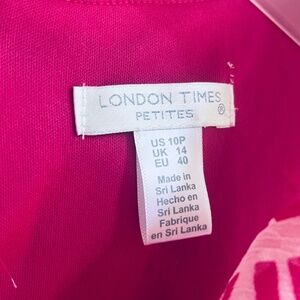 LONDON TIMES
PETITES ®
US 10P
UK 14
EU 40
Made in
Sri Lanka
Hecho en
Sri Lanka
Fabrique
en Sri Lanka